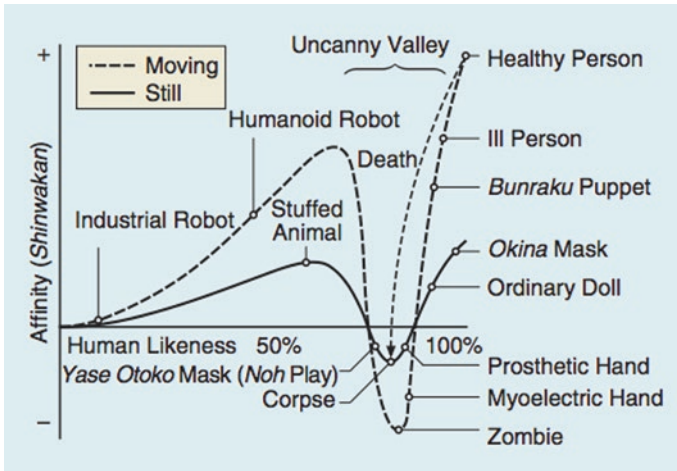 +
Moving
Still
Uncanny Valley
Healthy Person
Humanoid Robot
Death
Ill Person
Bunraku Puppet
Industrial Robot
Stuffed
Animal
Okina Mask
Ordinary Doll
Affinity (Shinwakan)
Human Likeness 50% 100%
Yase Otoko Mask (Noh Play)
Corpse
Prosthetic Hand
Myoelectric Hand
Zombie
–